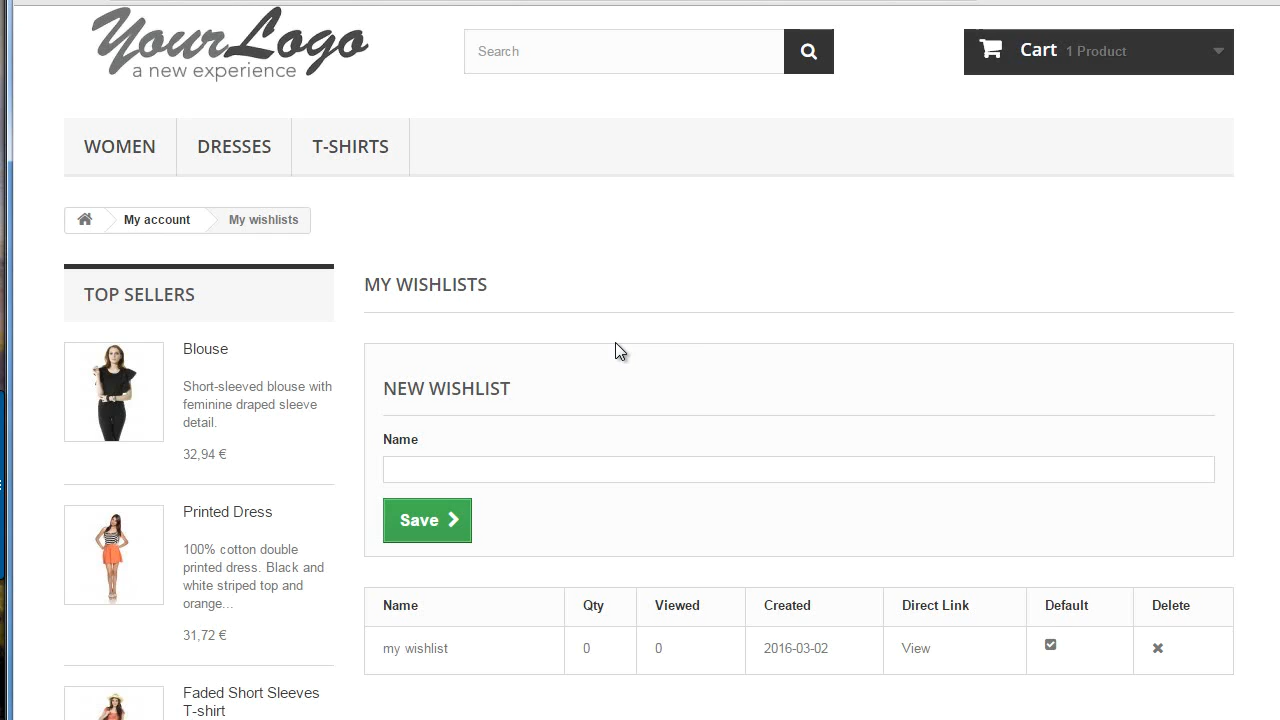 YourLogo
a new experience
Search
Cart 1 Product
WOMEN
DRESSES
T-SHIRTS
My account
My wishlists
TOP SELLERS
Blouse
Short-sleeved blouse with
feminine draped sleeve
detail.
32,94 €
Printed Dress
100% cotton double
printed dress. Black and
white striped top and
orange...
31,72 €
Faded Short Sleeves
T-shirt
MY WISHLISTS
NEW WISHLIST
Name
Save
Name Qty Viewed Created Direct Link Default Delete
my wishlist 0 0 2016-03-02 View